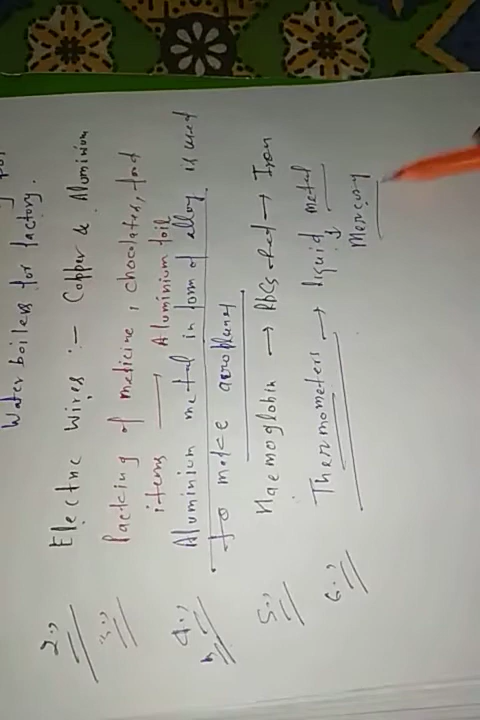 Water boilers for factory.
2.) Electric wires :- Copper & Aluminium
3.) Packing of medicine, chocolates, food
items → Aluminium foil
4.) Aluminium metal in form of alloy is used
to make aeroplanes
5.) Haemoglobin → RBCs → Iron
6.) Thermometers → liquid metal
↓
Mercury